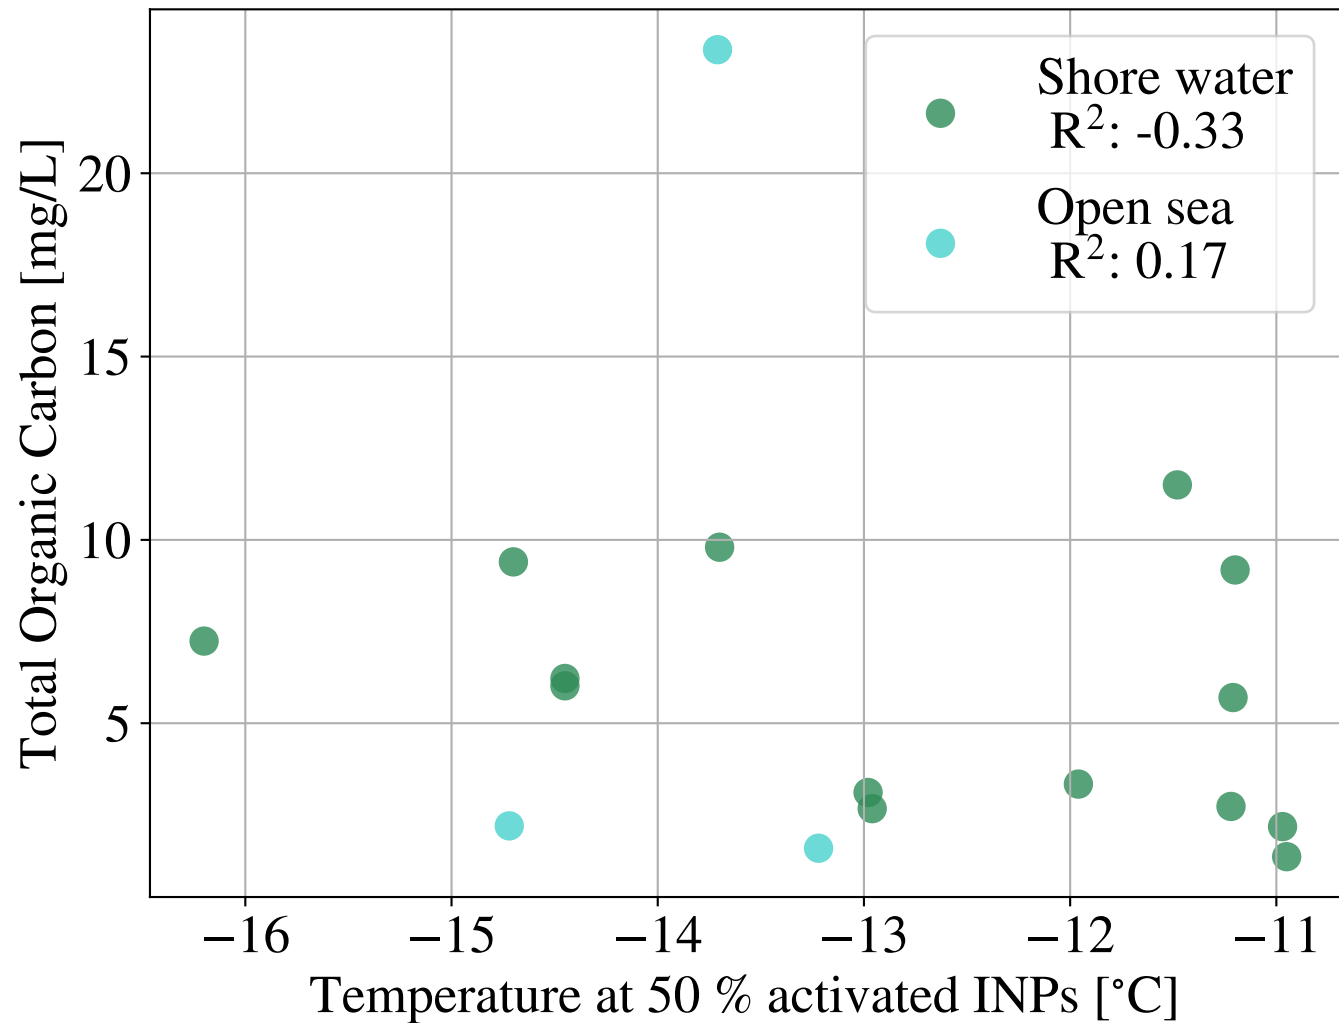 Shore water
R²: -0.33
Open sea
R²: 0.17
Total Organic Carbon [mg/L]
20
15
10
5
−16 −15 −14 −13 −12 −11
Temperature at 50 % activated INPs [°C]